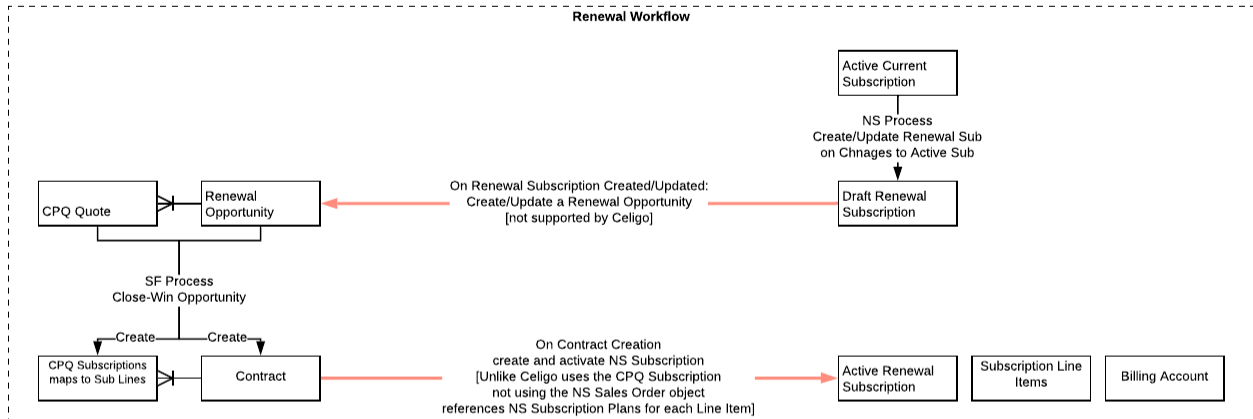 Renewal Workflow
Active Current
Subscription
NS Process
Create/Update Renewal Sub
on Chnages to Active Sub
CPQ Quote
Renewal
Opportunity
On Renewal Subscription Created/Updated:
Create/Update a Renewal Opportunity
[not supported by Celigo]
Draft Renewal
Subscription
SF Process
Close-Win Opportunity
Create
Create
CPQ Subscriptions
maps to Sub Lines
Contract
On Contract Creation
create and activate NS Subscription
[Unlike Celigo uses the CPQ Subscription
not using the NS Sales Order object
references NS Subscription Plans for each Line Item]
Active Renewal
Subscription
Subscription Line
Items
Billing Account